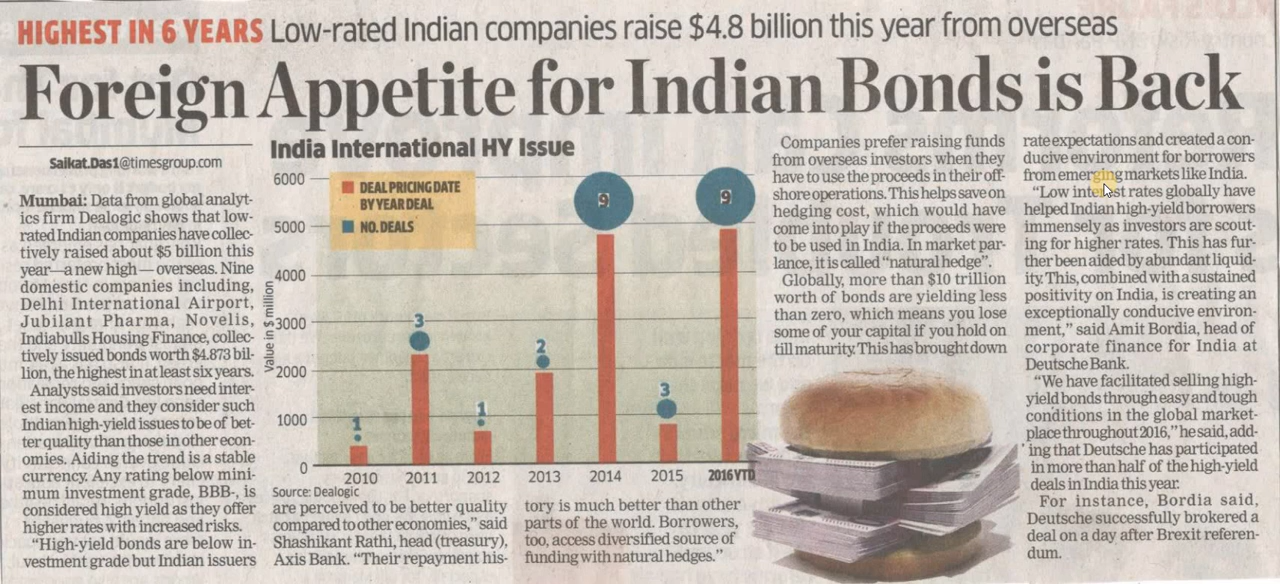 HIGHEST IN 6 YEARS Low-rated Indian companies raise $4.8 billion this year from overseas
Foreign Appetite for Indian Bonds is Back
Saikat.Das1@timesgroup.com
Mumbai: Data from global analyt-
ics firm Dealogic shows that low-
rated Indian companies have collec-
tively raised about $5 billion this
year—a new high — overseas. Nine
domestic companies including,
Delhi International Airport,
Jubilant Pharma, Novelis,
Indiabulls Housing Finance, collec-
tively issued bonds worth $4.873 bil-
lion, the highest in at least six years.
Analysts said investors need inter-
est income and they consider such
Indian high-yield issues to be of bet-
ter quality than those in other econ-
omies. Aiding the trend is a stable
currency. Any rating below mini-
mum investment grade, BBB-, is
considered high yield as they offer
higher rates with increased risks.
“High-yield bonds are below in-
vestment grade but Indian issuers
India International HY Issue
DEAL PRICING DATE
BY YEAR DEAL
NO. DEALS
Value in $ million
6000
5000
4000
3000
2000
1000
0
1
3
1
2
9
3
9
2010 2011 2012 2013 2014 2015 2016 YTD
Source: Dealogic
are perceived to be better quality
compared to other economies,” said
Shashikant Rathi, head (treasury),
Axis Bank. “Their repayment his-
tory is much better than other
parts of the world. Borrowers,
too, access diversified source of
funding with natural hedges.”
Companies prefer raising funds
from overseas investors when they
have to use the proceeds in their off-
shore operations. This helps save on
hedging cost, which would have
come into play if the proceeds were
to be used in India. In market par-
lance, it is called “natural hedge”.
Globally, more than $10 trillion
worth of bonds are yielding less
than zero, which means you lose
some of your capital if you hold on
till maturity. This has brought down
rate expectations and created a con-
ducive environment for borrowers
from emerging markets like India.
“Low interest rates globally have
helped Indian high-yield borrowers
immensely as investors are scout-
ing for higher rates. This has fur-
ther been aided by abundant liquid-
ity. This, combined with a sustained
positivity on India, is creating an
exceptionally conducive environ-
ment,” said Amit Bordia, head of
corporate finance for India at
Deutsche Bank.
“We have facilitated selling high-
yield bonds through easy and tough
conditions in the global market-
place throughout 2016,” he said, add-
ing that Deutsche has participated
in more than half of the high-yield
deals in India this year.
For instance, Bordia said,
Deutsche successfully brokered a
deal on a day after Brexit referen-
dum.